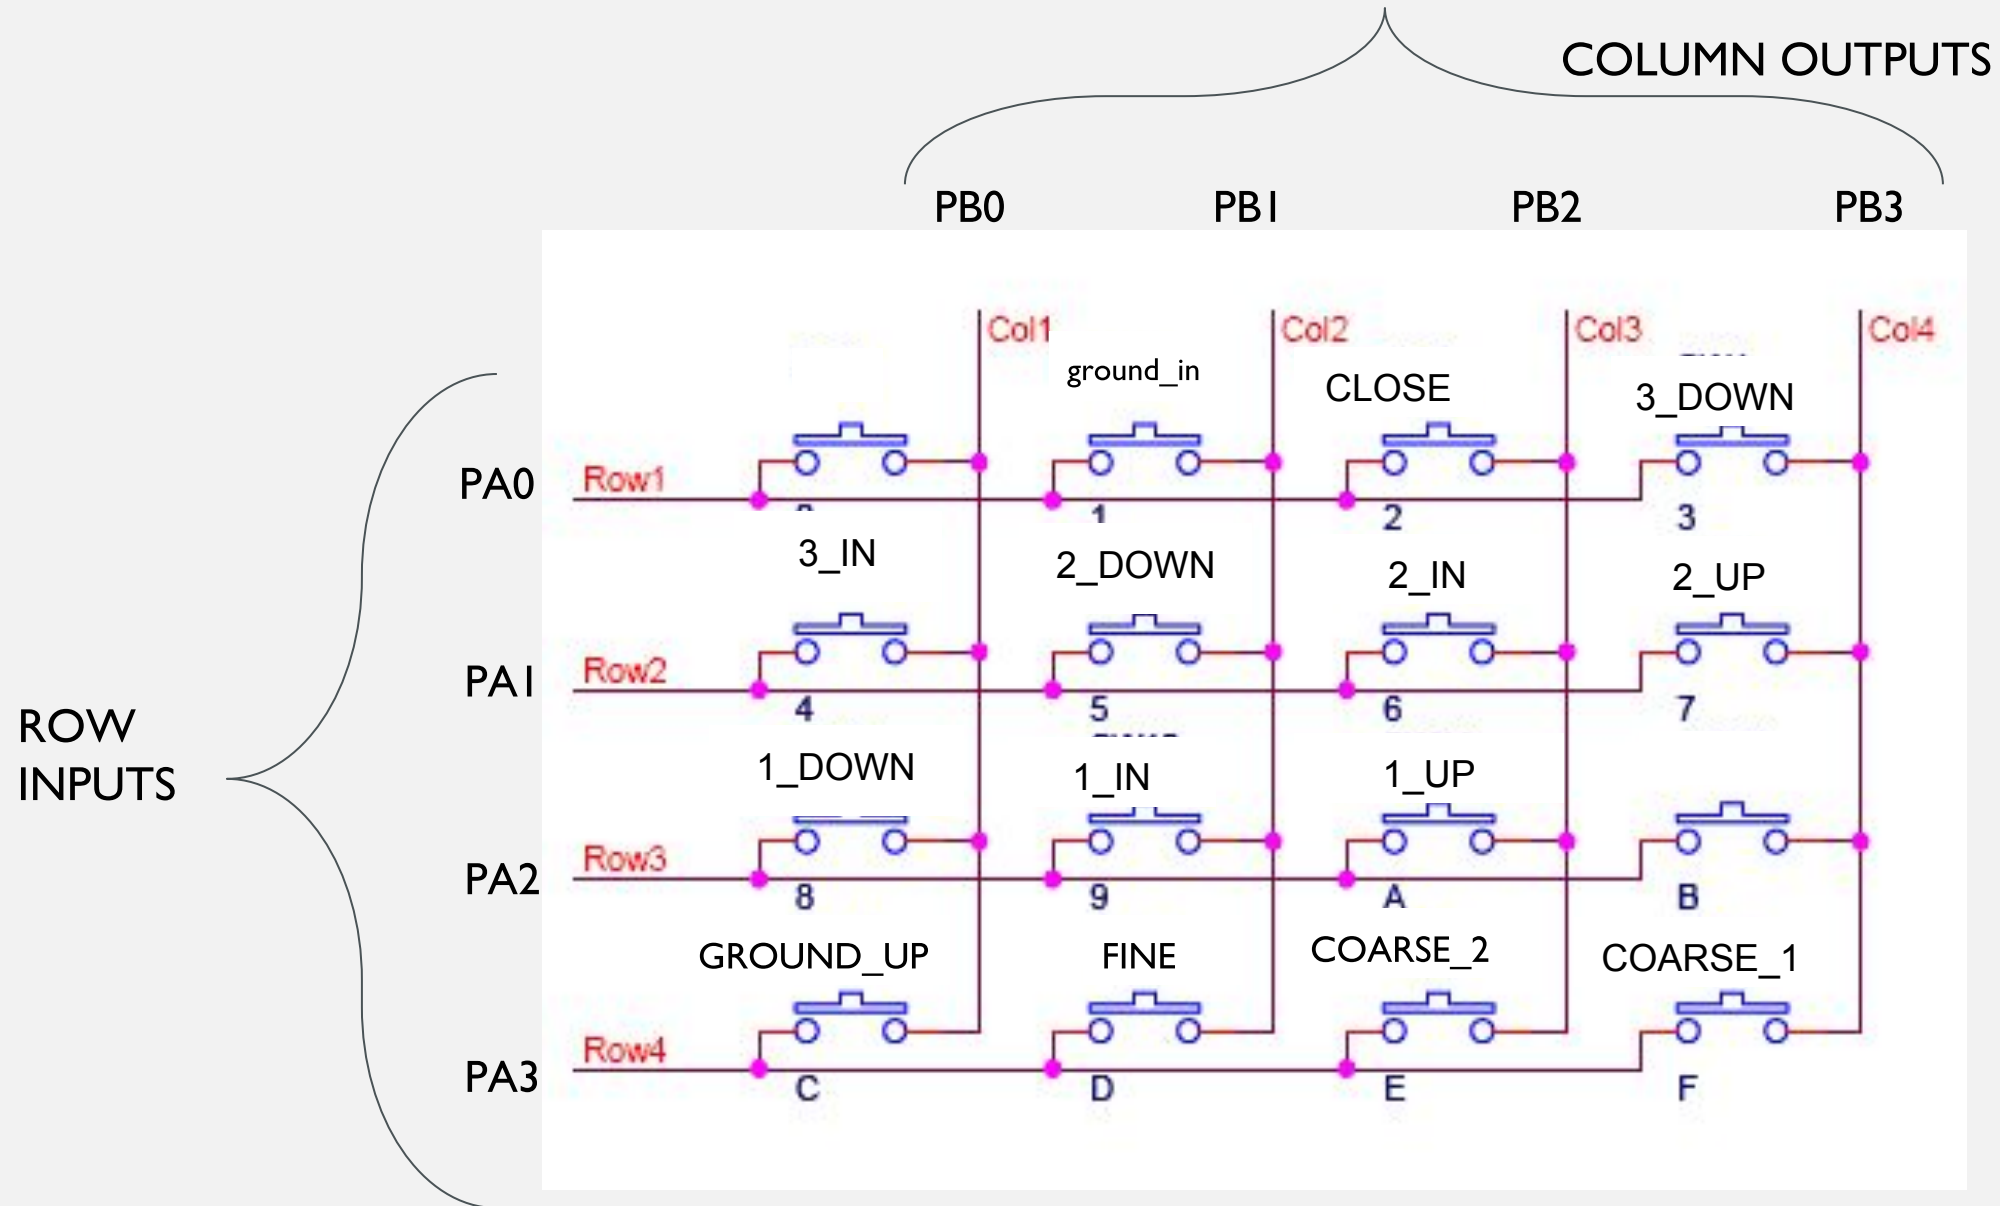 COLUMN OUTPUTS
PB0 PB1 PB2 PB3
Col1 Col2 Col3 Col4
ground_in CLOSE 3_DOWN
PA0 Row1
1 2 3
3_IN 2_DOWN 2_IN 2_UP
PA1 Row2
4 5 6 7
ROW
INPUTS
1_DOWN 1_IN 1_UP
PA2 Row3
8 9 A B
GROUND_UP FINE COARSE_2 COARSE_1
PA3 Row4
C D E F